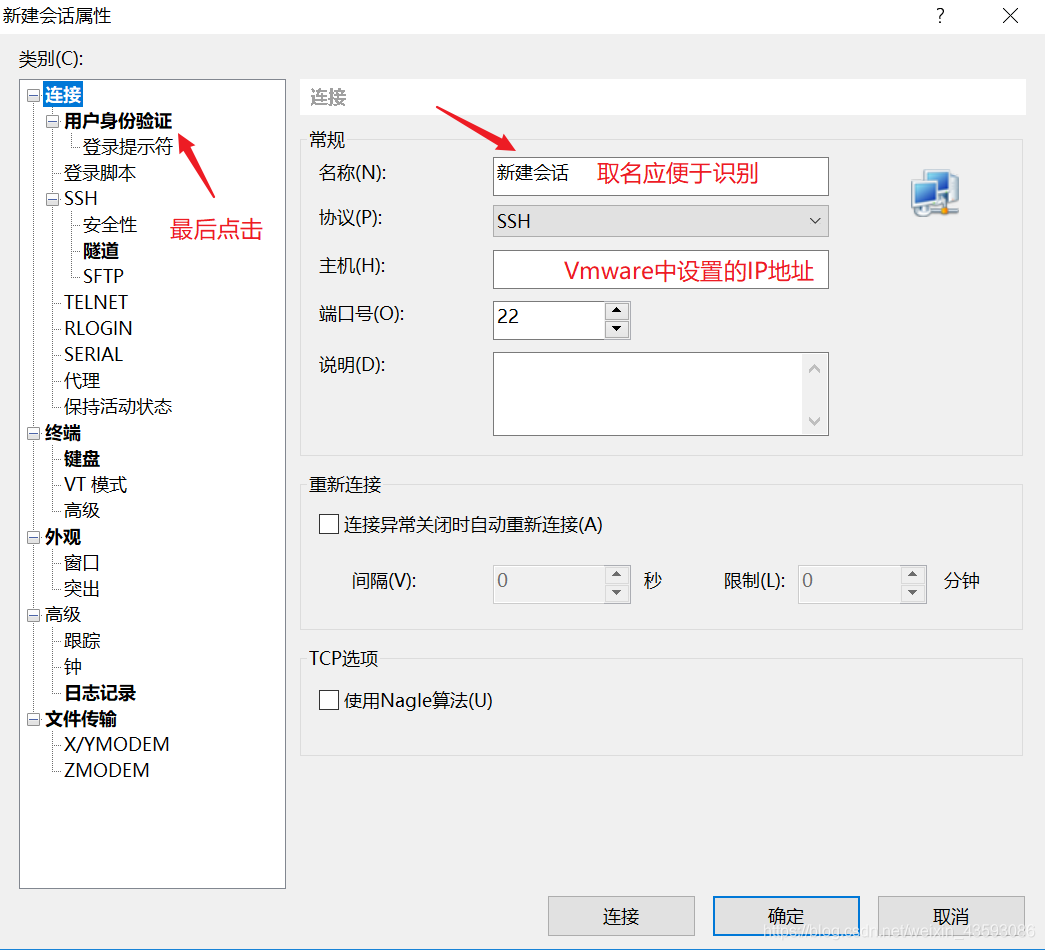 新建会话属性
?
类别(C):
连接
用户身份验证
登录提示符
登录脚本
SSH
安全性
隧道
SFTP
TELNET
RLOGIN
SERIAL
代理
保持活动状态
终端
键盘
VT 模式
高级
外观
窗口
突出
高级
跟踪
钟
日志记录
文件传输
X/YMODEM
ZMODEM
最后点击
连接
常规
名称(N): 新建会话 取名应便于识别
协议(P): SSH
主机(H): Vmware中设置的IP地址
端口号(O): 22
说明(D):
重新连接
连接异常关闭时自动重新连接(A)
间隔(V): 0 秒 限制(L): 0 分钟
TCP选项
使用Nagle算法(U)
连接 确定 取消
https://blog.csdn.net/weixin_43593086